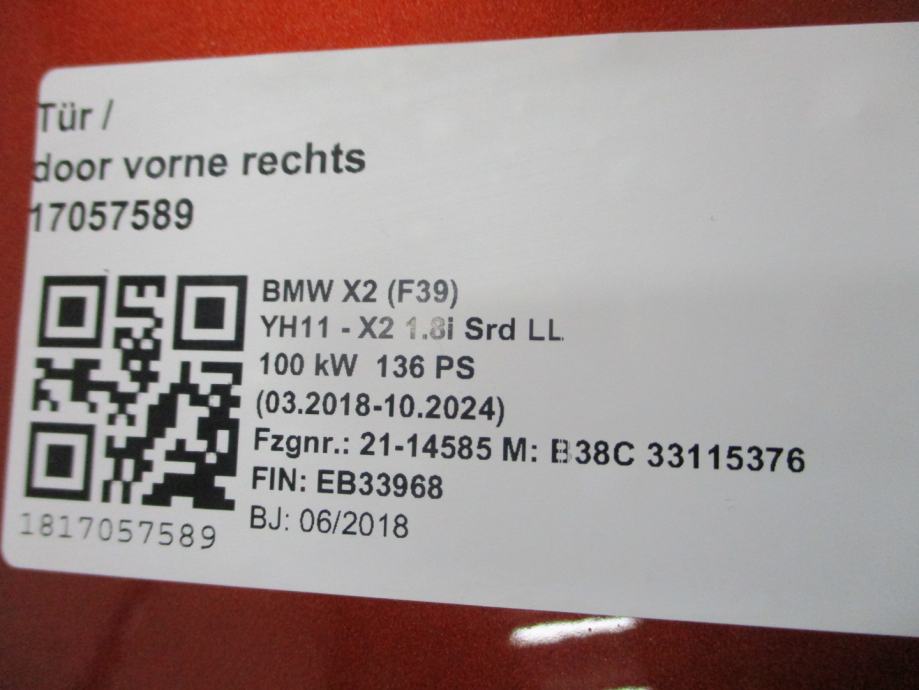 Tür /
door vorne rechts
17057589
BMW X2 (F39)
YH11 - X2 1.8i Srd LL
100 kW 136 PS
(03.2018-10.2024)
Fzgnr.: 21-14585 M: B38C 33115376
FIN: EB33968
BJ: 06/2018
1817057589